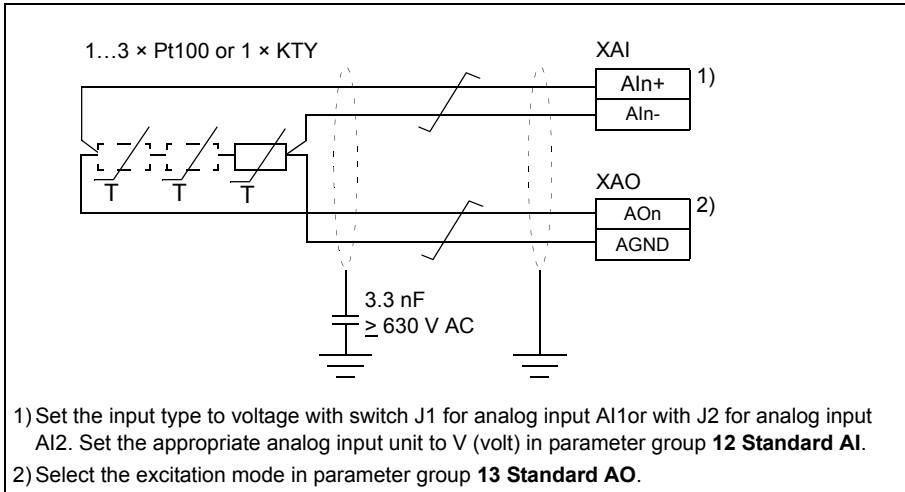 1…3 × Pt100 or 1 × KTY
XAI
AIn+ 1)
AIn-
T T T
XAO
AOn 2)
AGND
3.3 nF
≥ 630 V AC
1) Set the input type to voltage with switch J1 for analog input AI1or with J2 for analog input
AI2. Set the appropriate analog input unit to V (volt) in parameter group 12 Standard AI.
2) Select the excitation mode in parameter group 13 Standard AO.